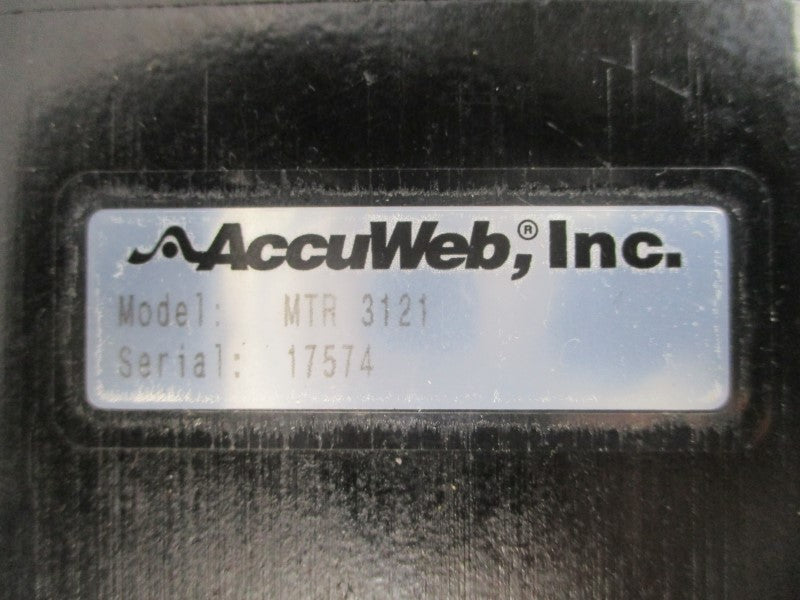 AccuWeb,® Inc.
Model: MTR 3121
Serial: 17574